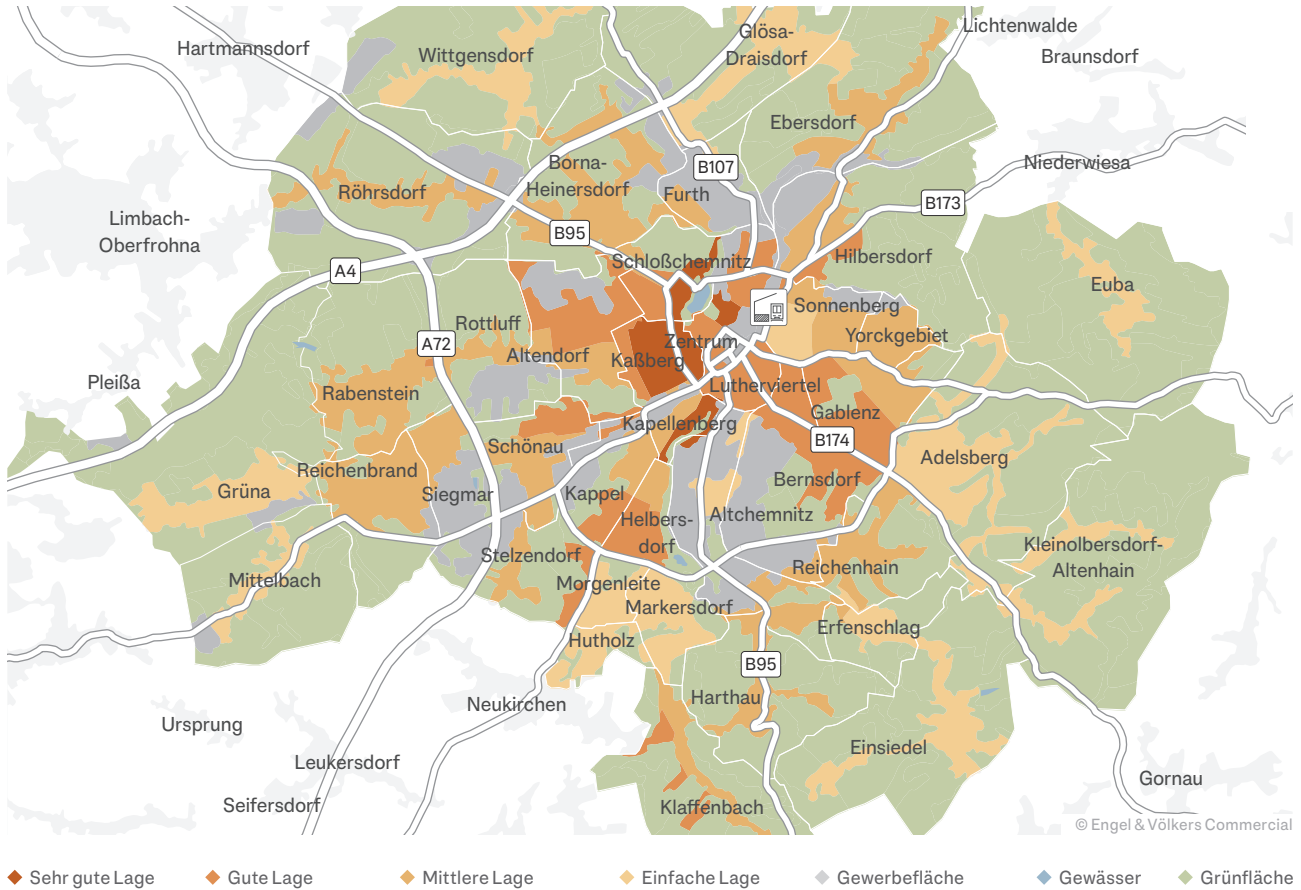 Lichtenwalde
Glösa-
Draisdorf
Hartmannsdorf
Wittgensdorf
Braunsdorf
Ebersdorf
Borna-
Heinersdorf
Niederwiesa
B107
Röhrsdorf
Furth
B173
Limbach-
Oberfrohna
B95
Schloßchemnitz
Hilbersdorf
A4
Euba
Sonnenberg
Rottluff
Yorckgebiet
A72
Zentrum
Altendorf
Kaßberg
Pleißa
Rabenstein
Lutherviertel
Gablenz
Kapellenberg
B174
Schönau
Adelsberg
Reichenbrand
Grüna
Siegmar
Kappel
Bernsdorf
Helbers-
dorf
Altchemnitz
Kleinolbersdorf-
Altenhain
Stelzendorf
Reichenhain
Mittelbach
Morgenleite
Markersdorf
Erfenschlag
Hutholz
B95
Neukirchen
Harthau
Ursprung
Einsiedel
Leukersdorf
Gornau
Seifersdorf
Klaffenbach
© Engel & Völkers Commercial
Sehr gute Lage Gute Lage Mittlere Lage Einfache Lage Gewerbefläche Gewässer Grünfläche